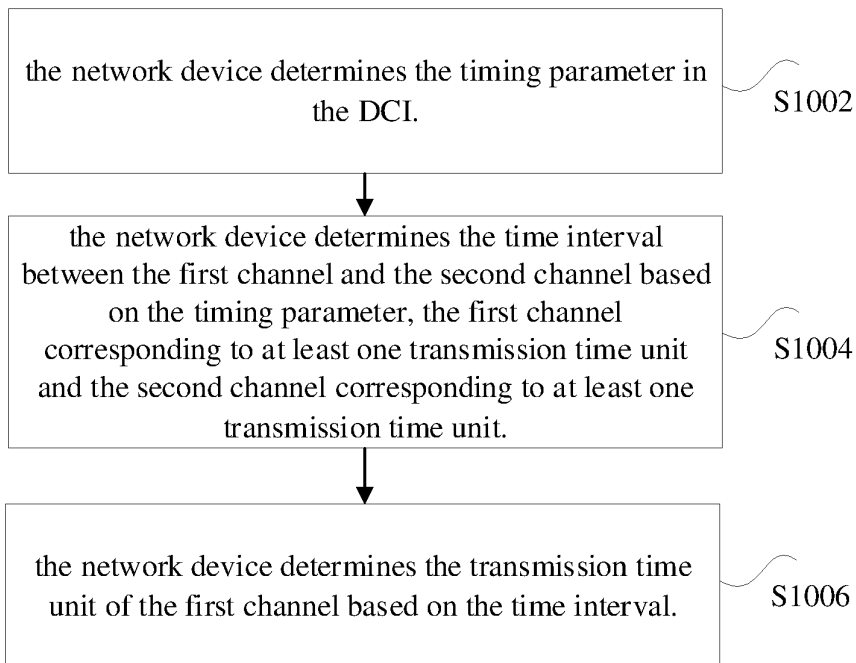 the network device determines the timing parameter in
the DCI.
S1002
the network device determines the time interval
between the first channel and the second channel based
on the timing parameter, the first channel
corresponding to at least one transmission time unit
and the second channel corresponding to at least one
transmission time unit.
S1004
the network device determines the transmission time
unit of the first channel based on the time interval.
S1006